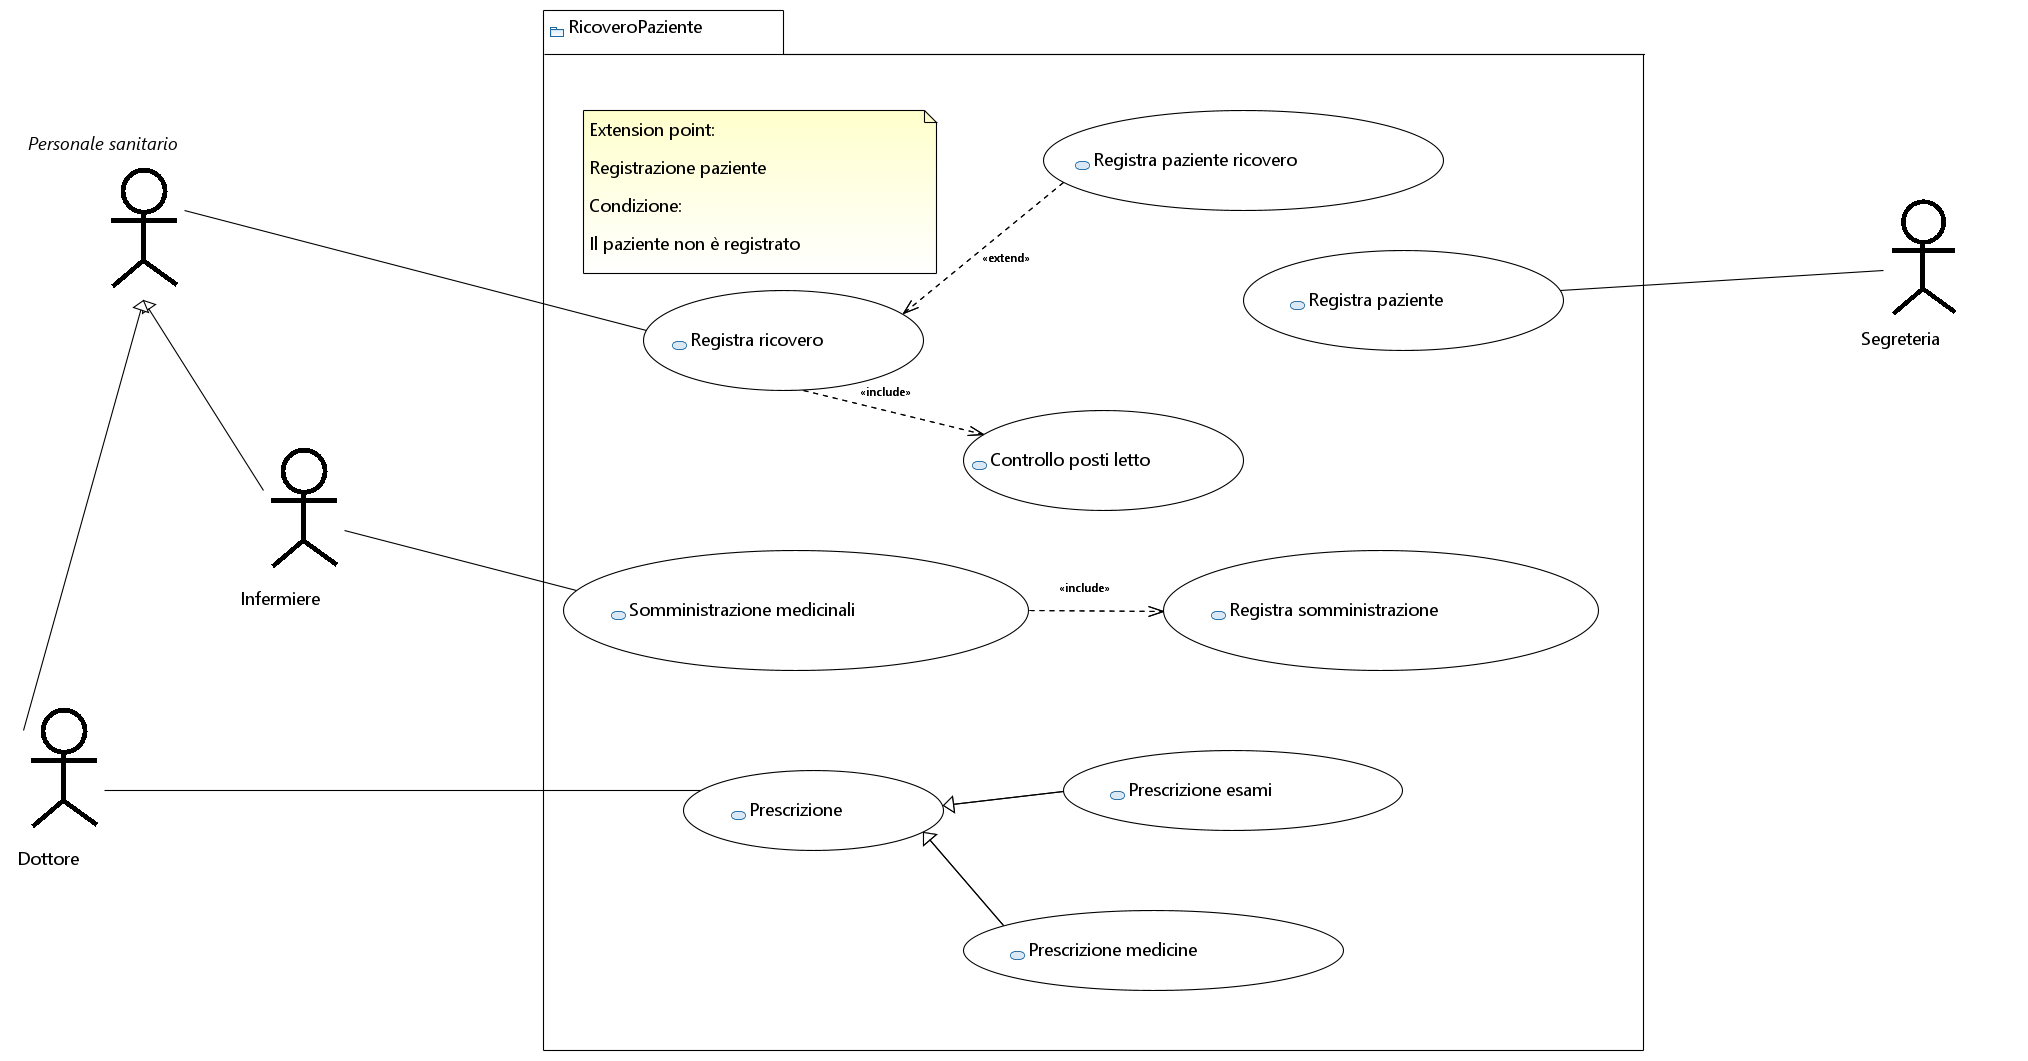 RicoveroPaziente
Personale sanitario
Extension point:
Registrazione paziente
Condizione:
Il paziente non è registrato
Registra paziente ricovero
«extend»
Registra paziente
Segreteria
Registra ricovero
«include»
Controllo posti letto
Infermiere
Somministrazione medicinali
«include»
Registra somministrazione
Dottore
Prescrizione
Prescrizione esami
Prescrizione medicine